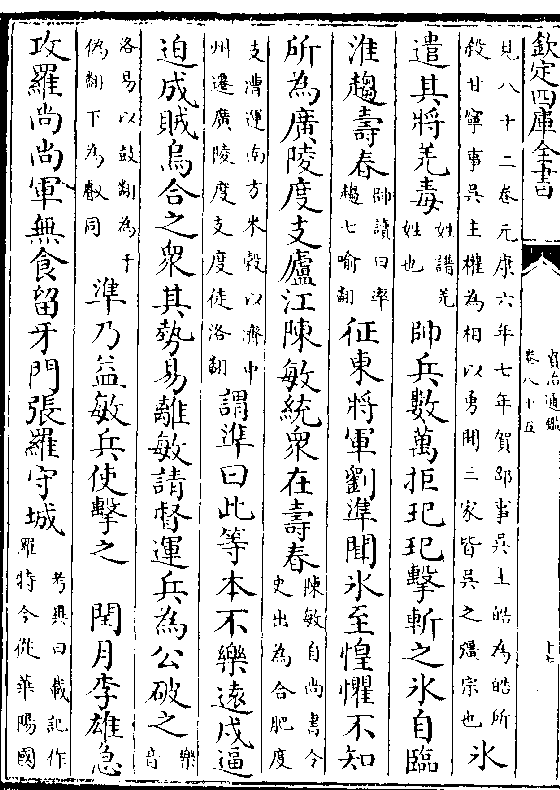 欽定四庫全書
資治通鑑
卷八十五
十七
見八十二卷元康六年七年賀邵事吳主皓為皓所
殺甘寧事吳主權為相以勇聞三家皆吳之彊宗也
氷
遣其將羌毒
姓譜羌
姓也
帥兵數萬拒玘玘擊斬之氷自臨
淮趨壽春
帥讀曰率
趨七喻翻
征東將軍劉準聞氷至惶懼不知
所為廣陵度支廬江陳敏統衆在壽春
陳敏自尚書令
史出為合肥度
支漕運南方米穀以濟中
州遷廣陵度支度徒洛翻
謂準曰此等本不樂遠戍逼
迫成賊烏合之衆其勢易離敏請督運兵為公破之
樂音
洛易以䜴翻為于
偽翻下為叡同
準乃益敏兵使擊之 閏月李雄急
攻羅尚尚軍無食留牙門張羅守城
考異曰載記作
羅特今從華陽國